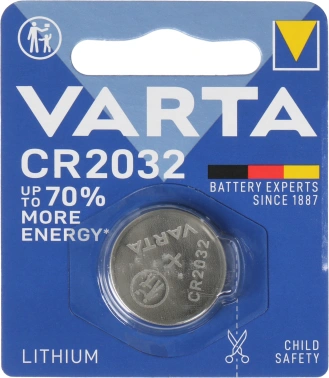 VARTA
CR2032
UP TO 70%
MORE
ENERGY*
BATTERY EXPERTS
SINCE 1887
VARTA
CR2032
LITHIUM
CHILD
SAFETY